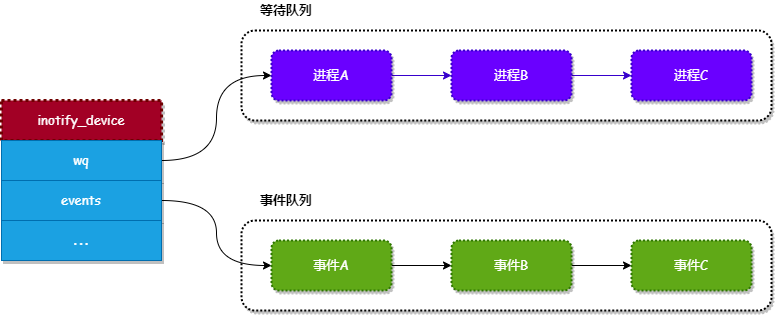 等待队列
进程A
进程B
进程C
inotify_device
wq
events
...
事件队列
事件A
事件B
事件C